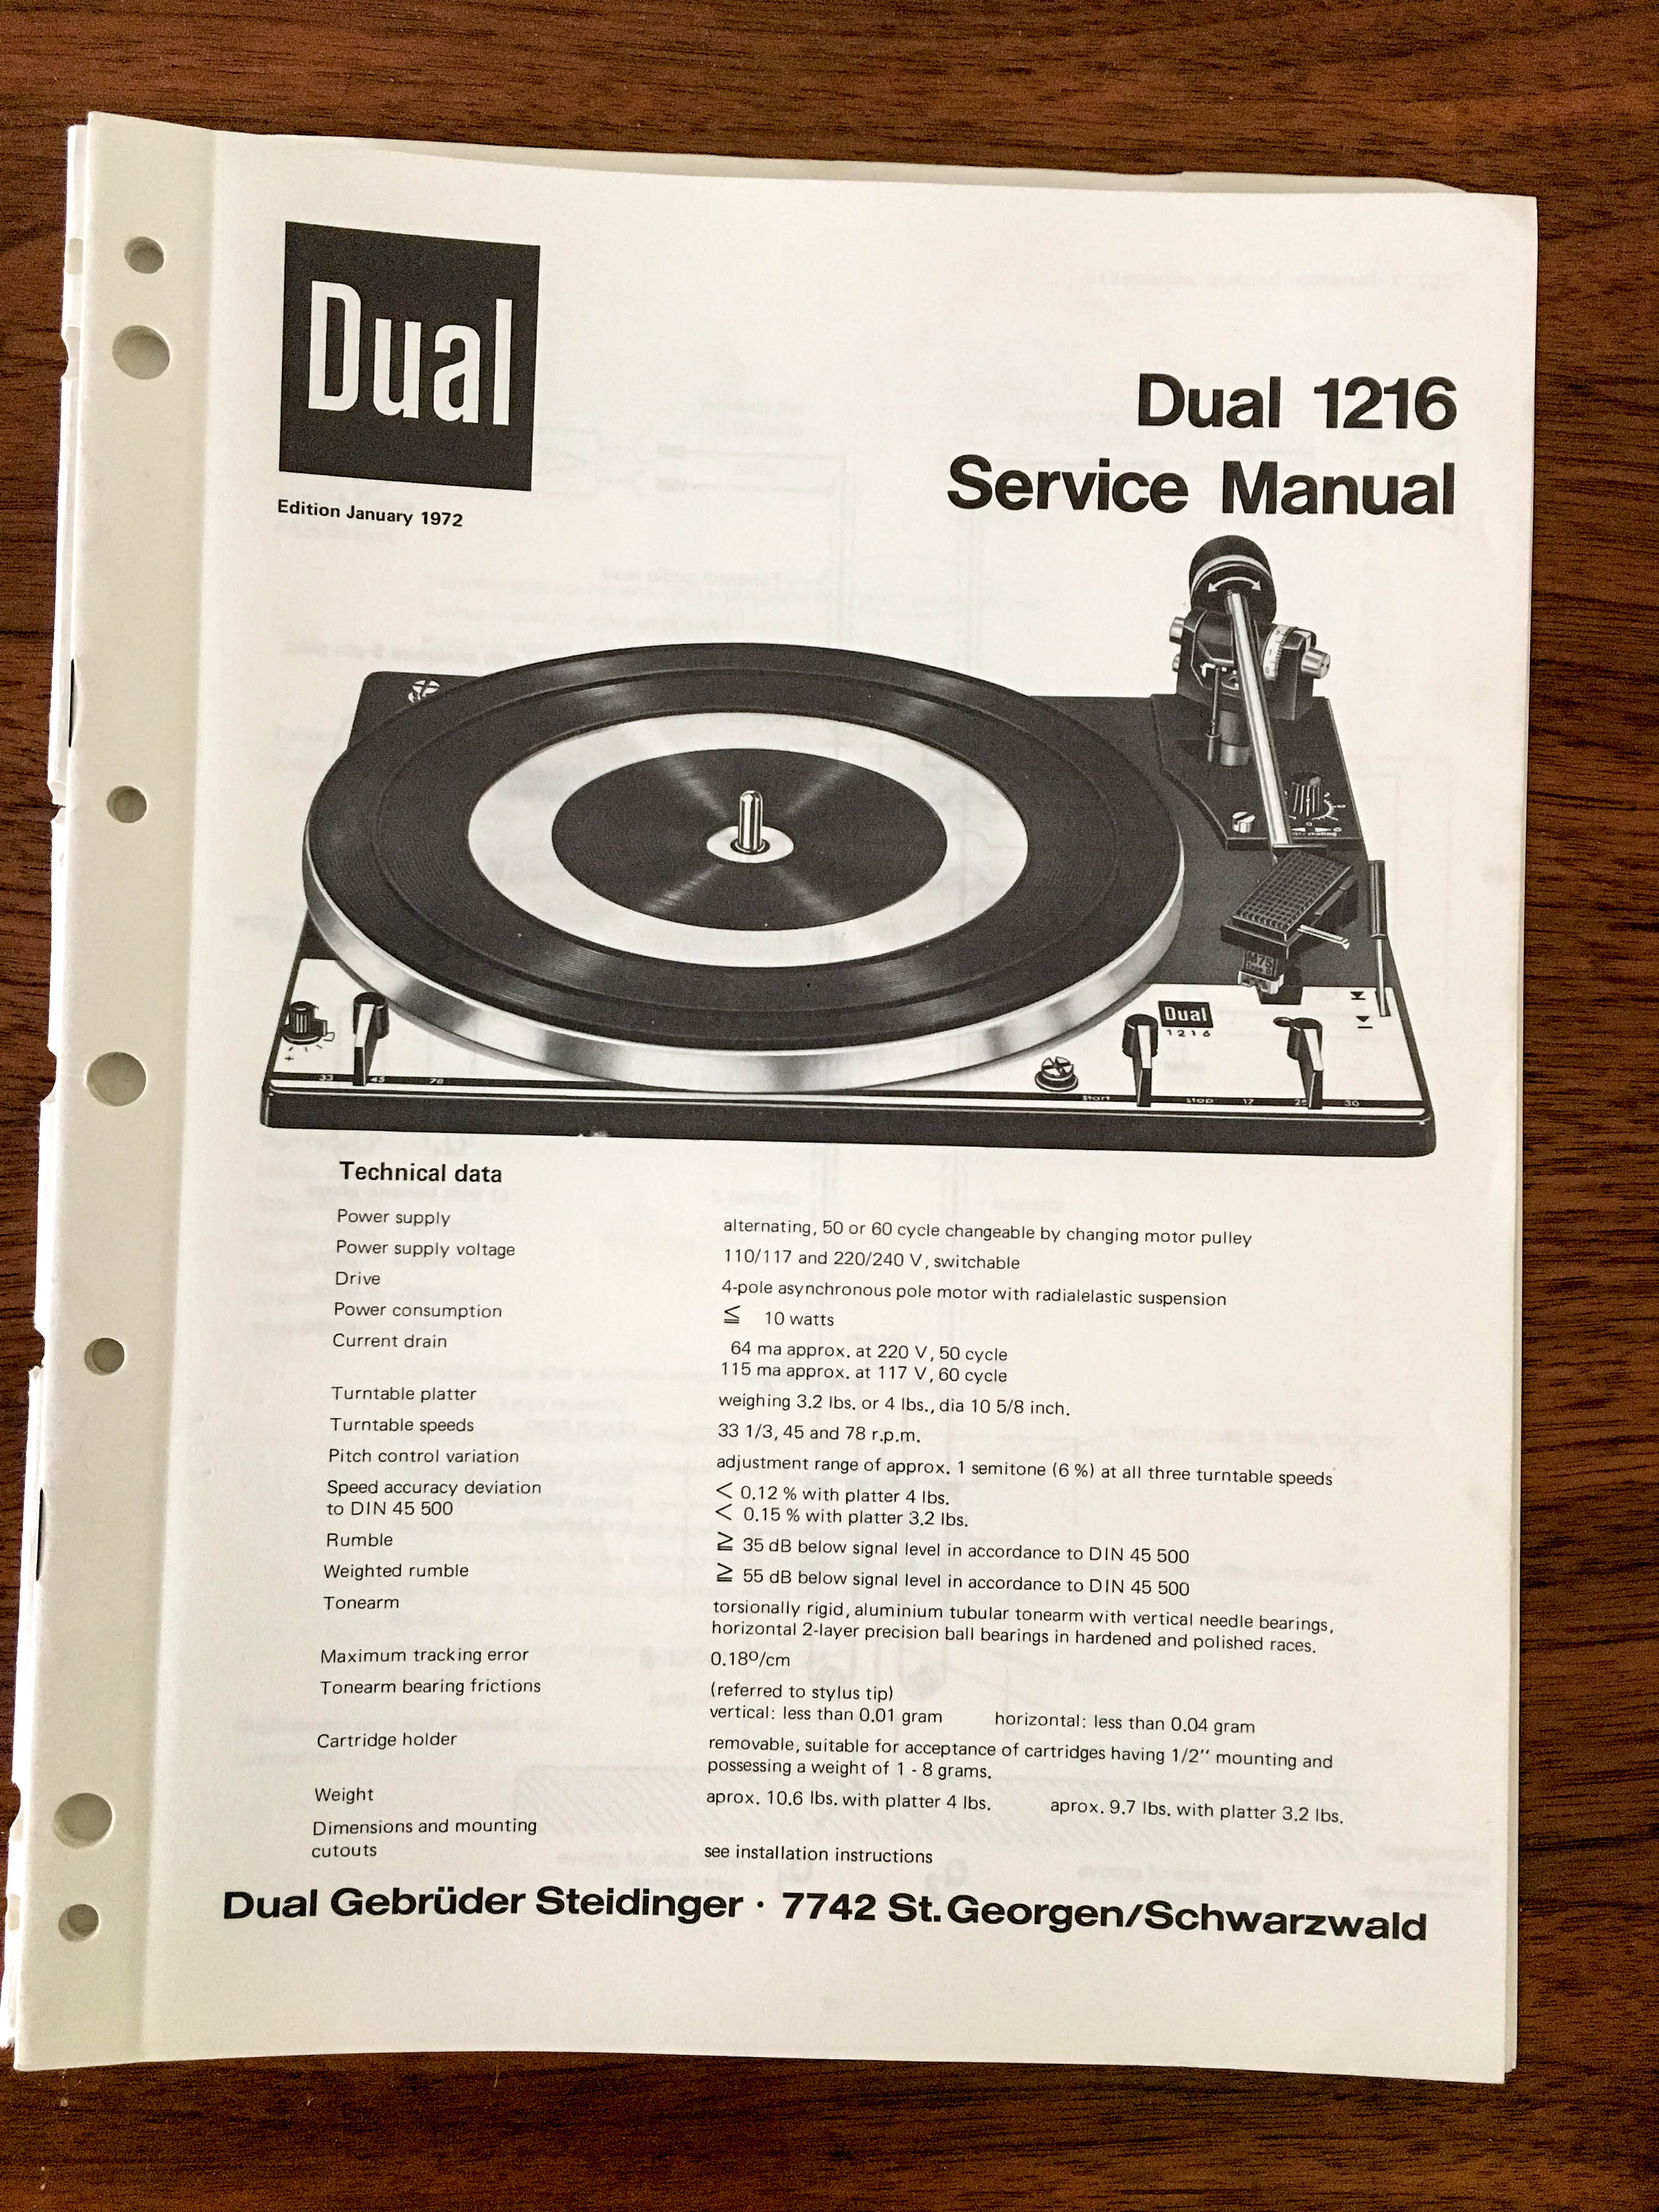 Dual
Edition January 1972
Dual 1216
Service Manual
M75
Dual
1216
33 45 78
start stop 17 25 30
Technical data
Power supply alternating, 50 or 60 cycle changeable by changing motor pulley
Power supply voltage 110/117 and 220/240 V, switchable
Drive 4-pole asynchronous pole motor with radialelastic suspension
Power consumption ≦ 10 watts
Current drain 64 ma approx. at 220 V, 50 cycle
115 ma approx. at 117 V, 60 cycle
Turntable platter weighing 3.2 lbs. or 4 lbs., dia 10 5/8 inch.
Turntable speeds 33 1/3, 45 and 78 r.p.m.
Pitch control variation adjustment range of approx. 1 semitone (6 %) at all three turntable speeds
Speed accuracy deviation < 0.12 % with platter 4 lbs.
to DIN 45 500 < 0.15 % with platter 3.2 lbs.
Rumble ≧ 35 dB below signal level in accordance to DIN 45 500
Weighted rumble ≧ 55 dB below signal level in accordance to DIN 45 500
Tonearm torsionally rigid, aluminium tubular tonearm with vertical needle bearings,
horizontal 2-layer precision ball bearings in hardened and polished races.
Maximum tracking error 0.18º/cm
Tonearm bearing frictions (referred to stylus tip)
vertical: less than 0.01 gram horizontal: less than 0.04 gram
Cartridge holder removable, suitable for acceptance of cartridges having 1/2" mounting and
possessing a weight of 1 - 8 grams.
Weight aprox. 10.6 lbs. with platter 4 lbs. aprox. 9.7 lbs. with platter 3.2 lbs.
Dimensions and mounting
cutouts see installation instructions
Dual Gebrüder Steidinger · 7742 St. Georgen/Schwarzwald